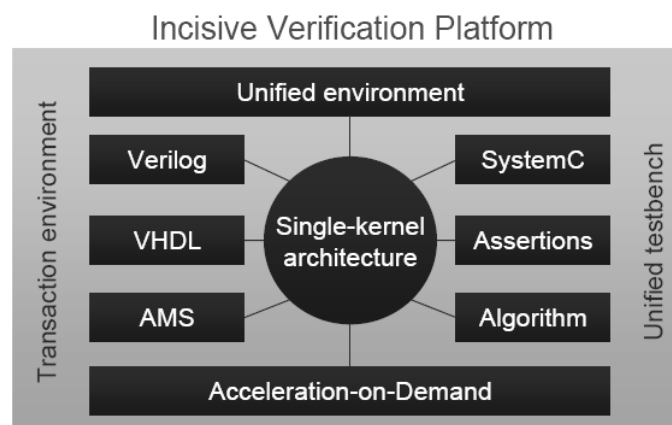 Incisive Verification Platform
Unified environment
Transaction environment
Verilog
VHDL
AMS
Single-kernel
architecture
SystemC
Assertions
Algorithm
Unified testbench
Acceleration-on-Demand